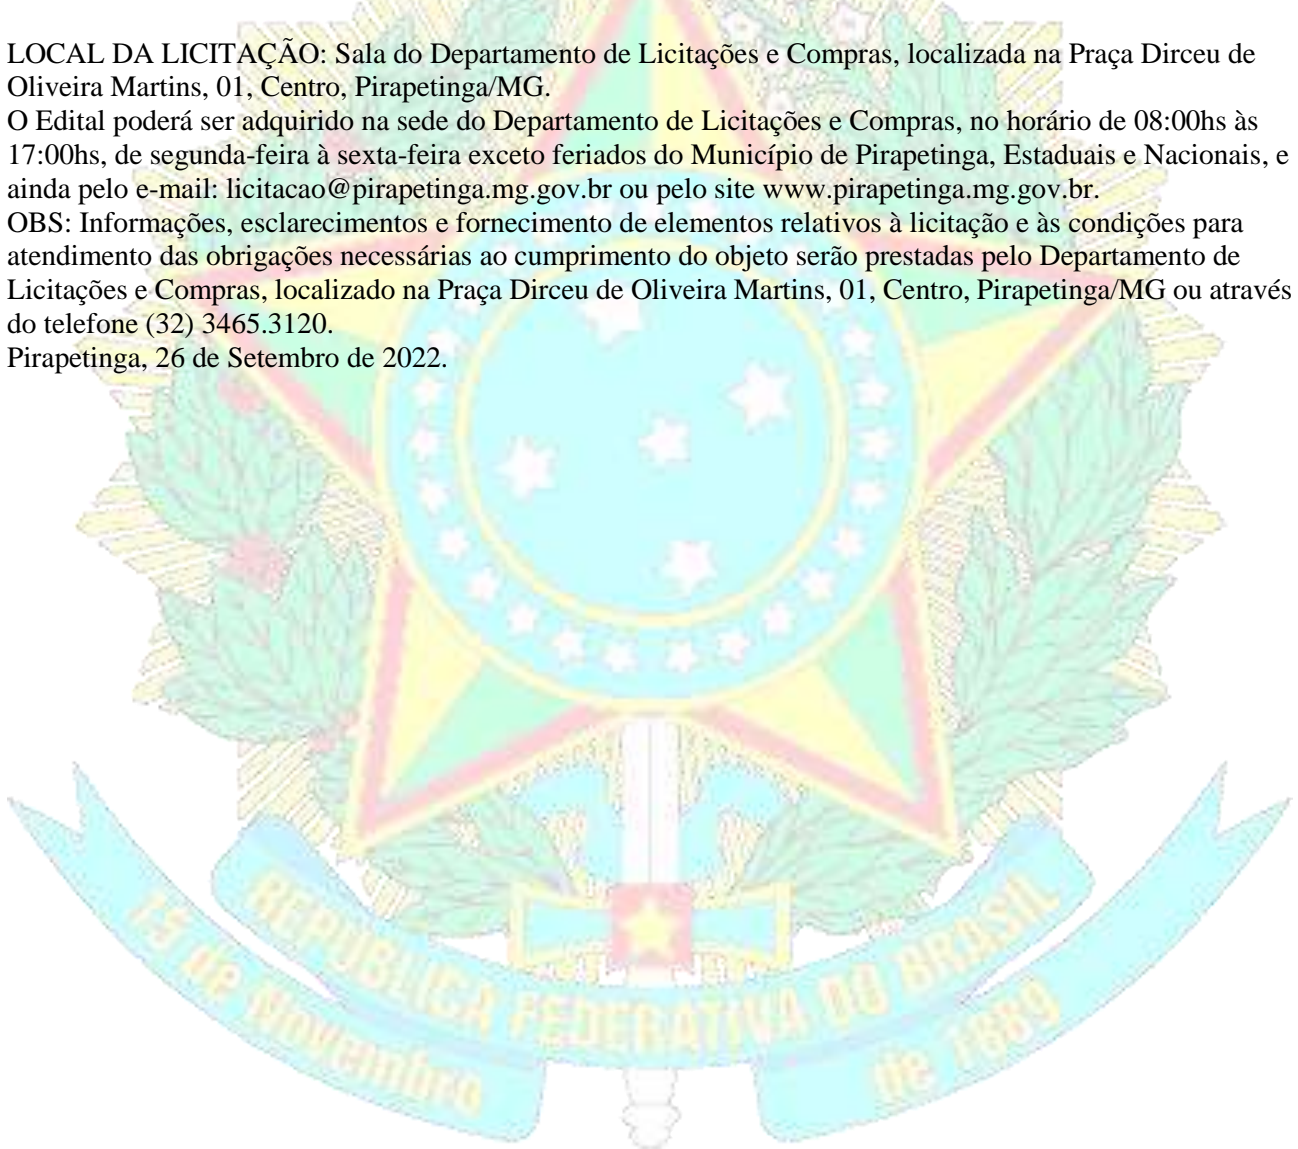 LOCAL DA LICITAÇÃO: Sala do Departamento de Licitações e Compras, localizada na Praça Dirceu de
Oliveira Martins, 01, Centro, Pirapetinga/MG.
O Edital poderá ser adquirido na sede do Departamento de Licitações e Compras, no horário de 08:00hs às
17:00hs, de segunda-feira à sexta-feira exceto feriados do Município de Pirapetinga, Estaduais e Nacionais, e
ainda pelo e-mail: licitacao@pirapetinga.mg.gov.br ou pelo site www.pirapetinga.mg.gov.br.
OBS: Informações, esclarecimentos e fornecimento de elementos relativos à licitação e às condições para
atendimento das obrigações necessárias ao cumprimento do objeto serão prestadas pelo Departamento de
Licitações e Compras, localizado na Praça Dirceu de Oliveira Martins, 01, Centro, Pirapetinga/MG ou através
do telefone (32) 3465.3120.
Pirapetinga, 26 de Setembro de 2022.
REPUBLICA FEDERATIVA DO BRASIL
15 de Novembro
de 1889